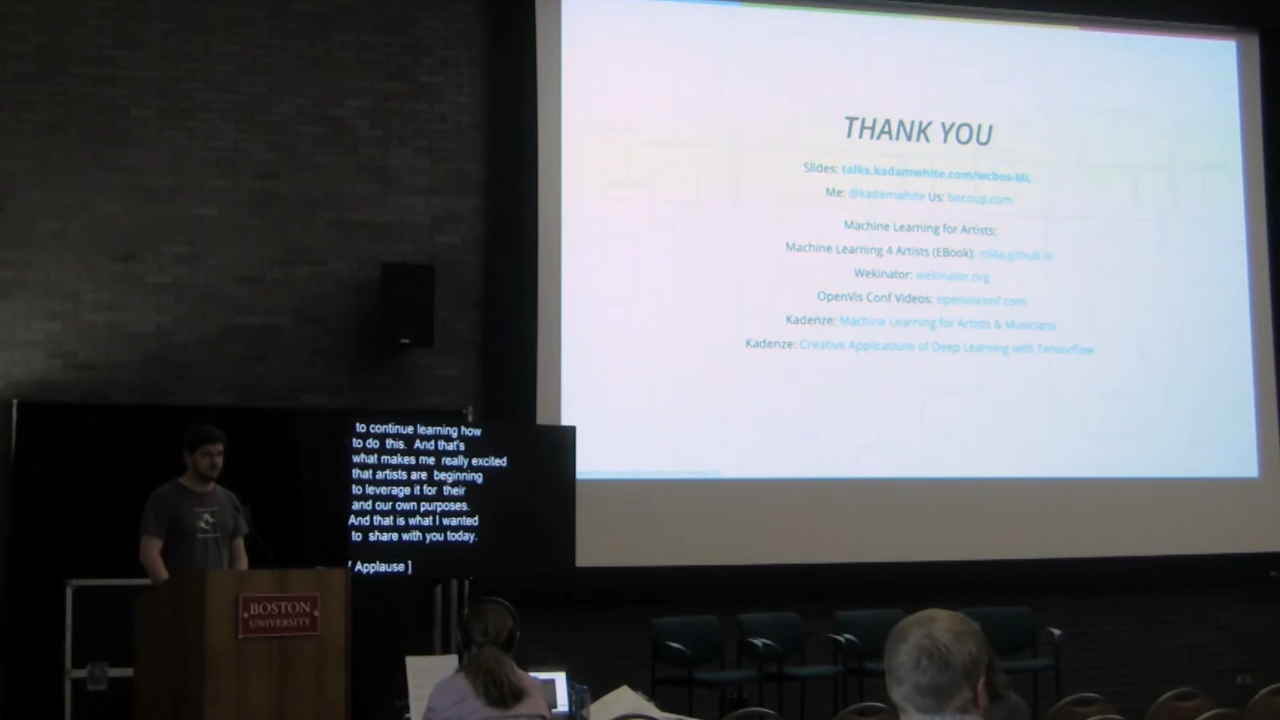 THANK YOU
Slides: talks.kadamwhite.com/wcbos-ML
Me: @kadamwhite Us: bocoup.com
Machine Learning for Artists:
Machine Learning 4 Artists (EBook): ml4a.github.io
Wekinator: wekinator.org
OpenVis Conf Videos: openvisconf.com
Kadenze: Machine Learning for Artists & Musicians
Kadenze: Creative Applications of Deep Learning with Tensorflow
to continue learning how
to do this. And that's
what makes me really excited
that artists are beginning
to leverage it for their
and our own purposes.
And that is what I wanted
to share with you today.
[ Applause ]
BOSTON
UNIVERSITY